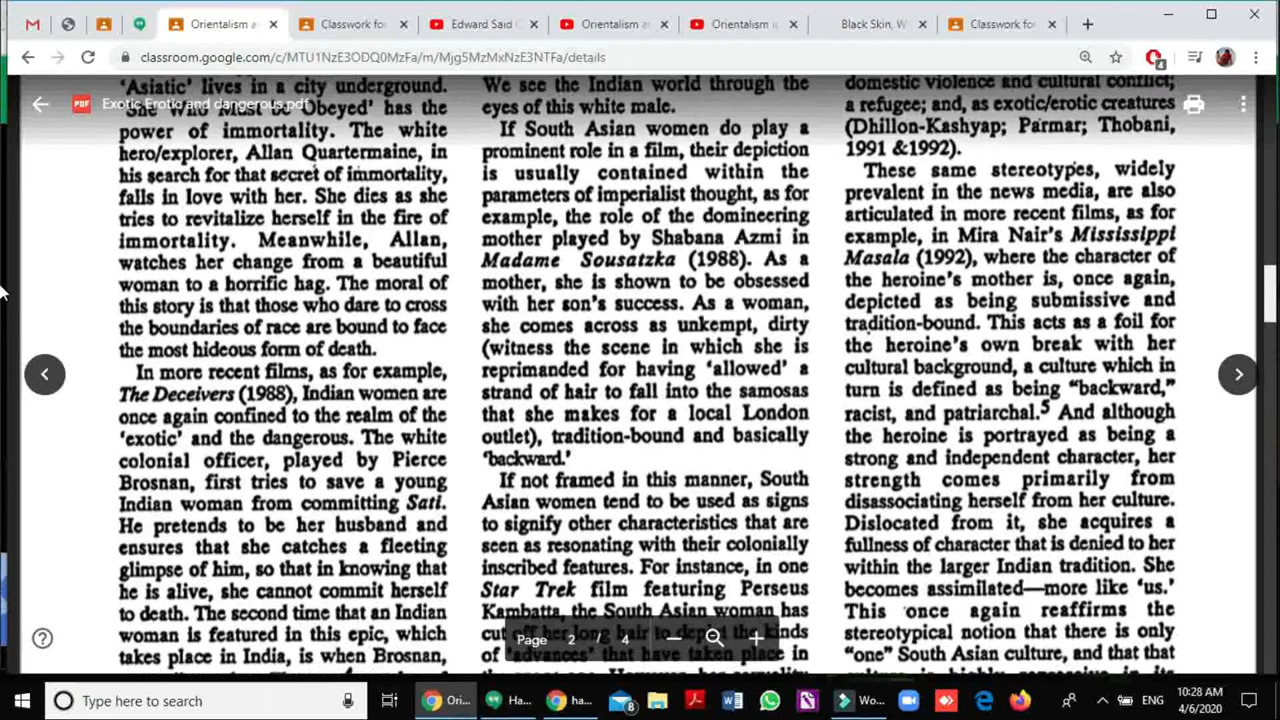 Orientalism a
Classwork fo
Edward Said
Orientalism a
Orientalism i
Black Skin, W
Classwork fo
classroom.google.com/c/MTU1NzE3ODQ0MzFa/m/Mjg5MzMxNzE3NTFa/details
4
PDF
Exotic Erotic and dangerous.pdf
'Asiatic' lives in a city underground.
'She Who Must be Obeyed' has the
power of immortality. The white
hero/explorer, Allan Quartermaine, in
his search for that secret of immortality,
falls in love with her. She dies as she
tries to revitalize herself in the fire of
immortality. Meanwhile, Allan,
watches her change from a beautiful
woman to a horrific hag. The moral of
this story is that those who dare to cross
the boundaries of race are bound to face
the most hideous form of death.
In more recent films, as for example,
The Deceivers (1988), Indian women are
once again confined to the realm of the
'exotic' and the dangerous. The white
colonial officer, played by Pierce
Brosnan, first tries to save a young
Indian woman from committing Sati.
He pretends to be her husband and
ensures that she catches a fleeting
glimpse of him, so that in knowing that
he is alive, she cannot commit herself
to death. The second time that an Indian
woman is featured in this epic, which
takes place in India, is when Brosnan,
We see the Indian world through the
eyes of this white male.
If South Asian women do play a
prominent role in a film, their depiction
is usually contained within the
parameters of imperialist thought, as for
example, the role of the domineering
mother played by Shabana Azmi in
Madame Sousatzka (1988). As a
mother, she is shown to be obsessed
with her son's success. As a woman,
she comes across as unkempt, dirty
(witness the scene in which she is
reprimanded for having 'allowed' a
strand of hair to fall into the samosas
that she makes for a local London
outlet), tradition-bound and basically
'backward.'
If not framed in this manner, South
Asian women tend to be used as signs
to signify other characteristics that are
seen as resonating with their colonially
inscribed features. For instance, in one
Star Trek film featuring Perseus
Kambatta, the South Asian woman has
cut off her long hair to depict the kinds
of 'advances' that have taken place in
domestic violence and cultural conflict;
a refugee; and, as exotic/erotic creatures
(Dhillon-Kashyap; Parmar; Thobani,
1991 &1992).
These same stereotypes, widely
prevalent in the news media, are also
articulated in more recent films, as for
example, in Mira Nair's Mississippi
Masala (1992), where the character of
the heroine's mother is, once again,
depicted as being submissive and
tradition-bound. This acts as a foil for
the heroine's own break with her
cultural background, a culture which in
turn is defined as being "backward,"
racist, and patriarchal.5 And although
the heroine is portrayed as being a
strong and independent character, her
strength comes primarily from
disassociating herself from her culture.
Dislocated from it, she acquires a
fullness of character that is denied to her
within the larger Indian tradition. She
becomes assimilated—more like 'us.'
This once again reaffirms the
stereotypical notion that there is only
"one" South Asian culture, and that that
Page 2 / 4
Type here to search
Ori...
Ha...
ha...
8
Wo...
ENG
10:28 AM
4/6/2020